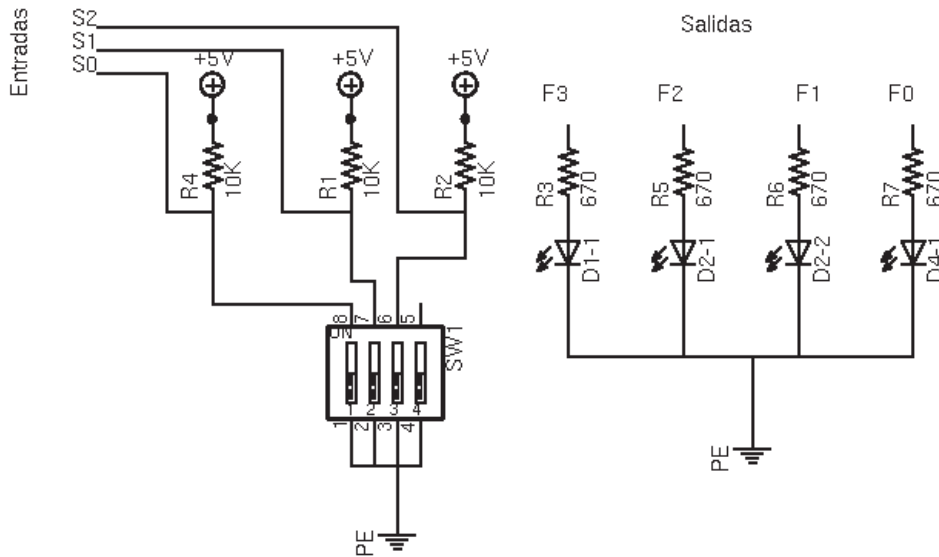 Entradas
S2
S1
S0
+5V
+5V
+5V
R4
10K
R1
10K
R2
10K
8
7
6
5
ON
SW1
1
2
3
4
1
2
3
4
PE
Salidas
F3
F2
F1
F0
R3
670
R5
670
R6
670
R7
670
D1-1
D2-1
D2-2
D4-1
PE